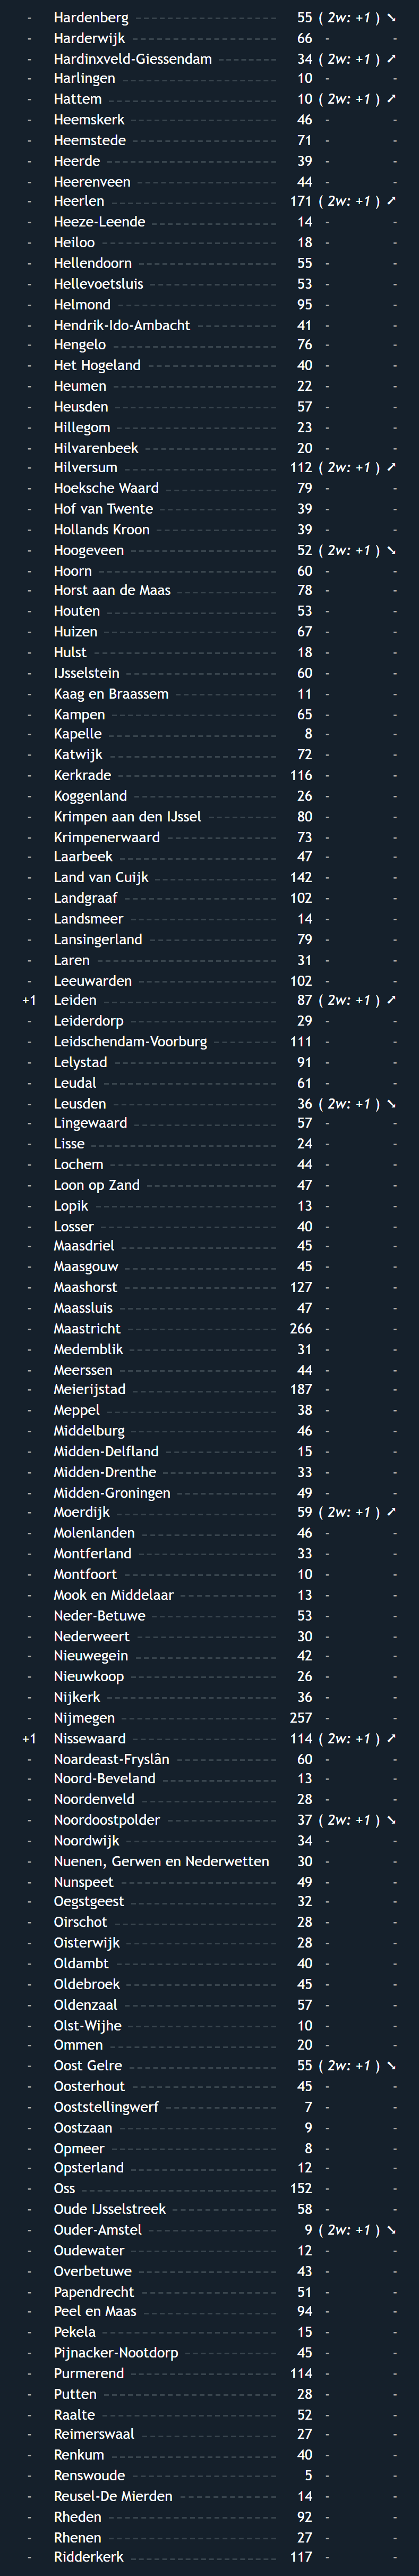 - Hardenberg 55 ( 2w: +1 ) ➘
- Harderwijk 66 - -
- Hardinxveld-Giessendam 34 ( 2w: +1 ) ➚
- Harlingen 10 - -
- Hattem 10 ( 2w: +1 ) ➚
- Heemskerk 46 - -
- Heemstede 71 - -
- Heerde 39 - -
- Heerenveen 44 - -
- Heerlen 171 ( 2w: +1 ) ➚
- Heeze-Leende 14 - -
- Heiloo 18 - -
- Hellendoorn 55 - -
- Hellevoetsluis 53 - -
- Helmond 95 - -
- Hendrik-Ido-Ambacht 41 - -
- Hengelo 76 - -
- Het Hogeland 40 - -
- Heumen 22 - -
- Heusden 57 - -
- Hillegom 23 - -
- Hilvarenbeek 20 - -
- Hilversum 112 ( 2w: +1 ) ➚
- Hoeksche Waard 79 - -
- Hof van Twente 39 - -
- Hollands Kroon 39 - -
- Hoogeveen 52 ( 2w: +1 ) ➘
- Hoorn 60 - -
- Horst aan de Maas 78 - -
- Houten 53 - -
- Huizen 67 - -
- Hulst 18 - -
- IJsselstein 60 - -
- Kaag en Braassem 11 - -
- Kampen 65 - -
- Kapelle 8 - -
- Katwijk 72 - -
- Kerkrade 116 - -
- Koggenland 26 - -
- Krimpen aan den IJssel 80 - -
- Krimpenerwaard 73 - -
- Laarbeek 47 - -
- Land van Cuijk 142 - -
- Landgraaf 102 - -
- Landsmeer 14 - -
- Lansingerland 79 - -
- Laren 31 - -
- Leeuwarden 102 - -
+1 Leiden 87 ( 2w: +1 ) ➚
- Leiderdorp 29 - -
- Leidschendam-Voorburg 111 - -
- Lelystad 91 - -
- Leudal 61 - -
- Leusden 36 ( 2w: +1 ) ➘
- Lingewaard 57 - -
- Lisse 24 - -
- Lochem 44 - -
- Loon op Zand 47 - -
- Lopik 13 - -
- Losser 40 - -
- Maasdriel 45 - -
- Maasgouw 45 - -
- Maashorst 127 - -
- Maassluis 47 - -
- Maastricht 266 - -
- Medemblik 31 - -
- Meerssen 44 - -
- Meierijstad 187 - -
- Meppel 38 - -
- Middelburg 46 - -
- Midden-Delfland 15 - -
- Midden-Drenthe 33 - -
- Midden-Groningen 49 - -
- Moerdijk 59 ( 2w: +1 ) ➚
- Molenlanden 46 - -
- Montferland 33 - -
- Montfoort 10 - -
- Mook en Middelaar 13 - -
- Neder-Betuwe 53 - -
- Nederweert 30 - -
- Nieuwegein 42 - -
- Nieuwkoop 26 - -
- Nijkerk 36 - -
- Nijmegen 257 - -
+1 Nissewaard 114 ( 2w: +1 ) ➚
- Noardeast-Fryslân 60 - -
- Noord-Beveland 13 - -
- Noordenveld 28 - -
- Noordoostpolder 37 ( 2w: +1 ) ➘
- Noordwijk 34 - -
- Nuenen, Gerwen en Nederwetten 30 - -
- Nunspeet 49 - -
- Oegstgeest 32 - -
- Oirschot 28 - -
- Oisterwijk 28 - -
- Oldambt 40 - -
- Oldebroek 45 - -
- Oldenzaal 57 - -
- Olst-Wijhe 10 - -
- Ommen 20 - -
- Oost Gelre 55 ( 2w: +1 ) ➘
- Oosterhout 45 - -
- Ooststellingwerf 7 - -
- Oostzaan 9 - -
- Opmeer 8 - -
- Opsterland 12 - -
- Oss 152 - -
- Oude IJsselstreek 58 - -
- Ouder-Amstel 9 ( 2w: +1 ) ➘
- Oudewater 12 - -
- Overbetuwe 43 - -
- Papendrecht 51 - -
- Peel en Maas 94 - -
- Pekela 15 - -
- Pijnacker-Nootdorp 45 - -
- Purmerend 114 - -
- Putten 28 - -
- Raalte 52 - -
- Reimerswaal 27 - -
- Renkum 40 - -
- Renswoude 5 - -
- Reusel-De Mierden 14 - -
- Rheden 92 - -
- Rhenen 27 - -
- Ridderkerk 117 - -